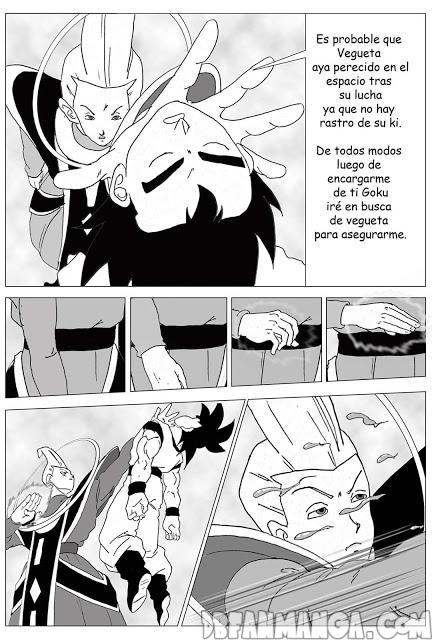 Es probable que
Vegueta
aya perecido en el
espacio tras
su lucha
ya que no hay
rastro de su ki.
De todos modos
luego de
encargarme
de ti Goku
iré en busca
de vegueta
para asegurarme.
DBFANMANGA.COM